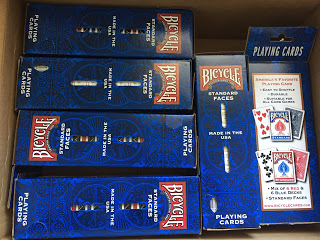 PLAYING CARDS
MADE IN THE USA
STANDARD FACES
BICYCLE
PLAYING CARDS
MADE IN THE USA
STANDARD FACES
BICYCLE
BICYCLE
STANDARD FACES
MADE IN THE USA
PLAYING CARDS
BICYCLE
STANDARD FACES
MADE IN THE USA
PLAYING CARDS
BICYCLE
STANDARD
FACES
MADE IN THE
USA
PLAYING
CARDS
PLAYING CARDS
AMERICA'S FAVORITE
PLAYING CARD
• EASY TO SHUFFLE
• DURABLE
• SUITABLE FOR
ALL CARD GAMES
• MIX OF 6 RED &
6 BLUE DECKS
• STANDARD FACES
WWW.BICYCLECARDS.COM